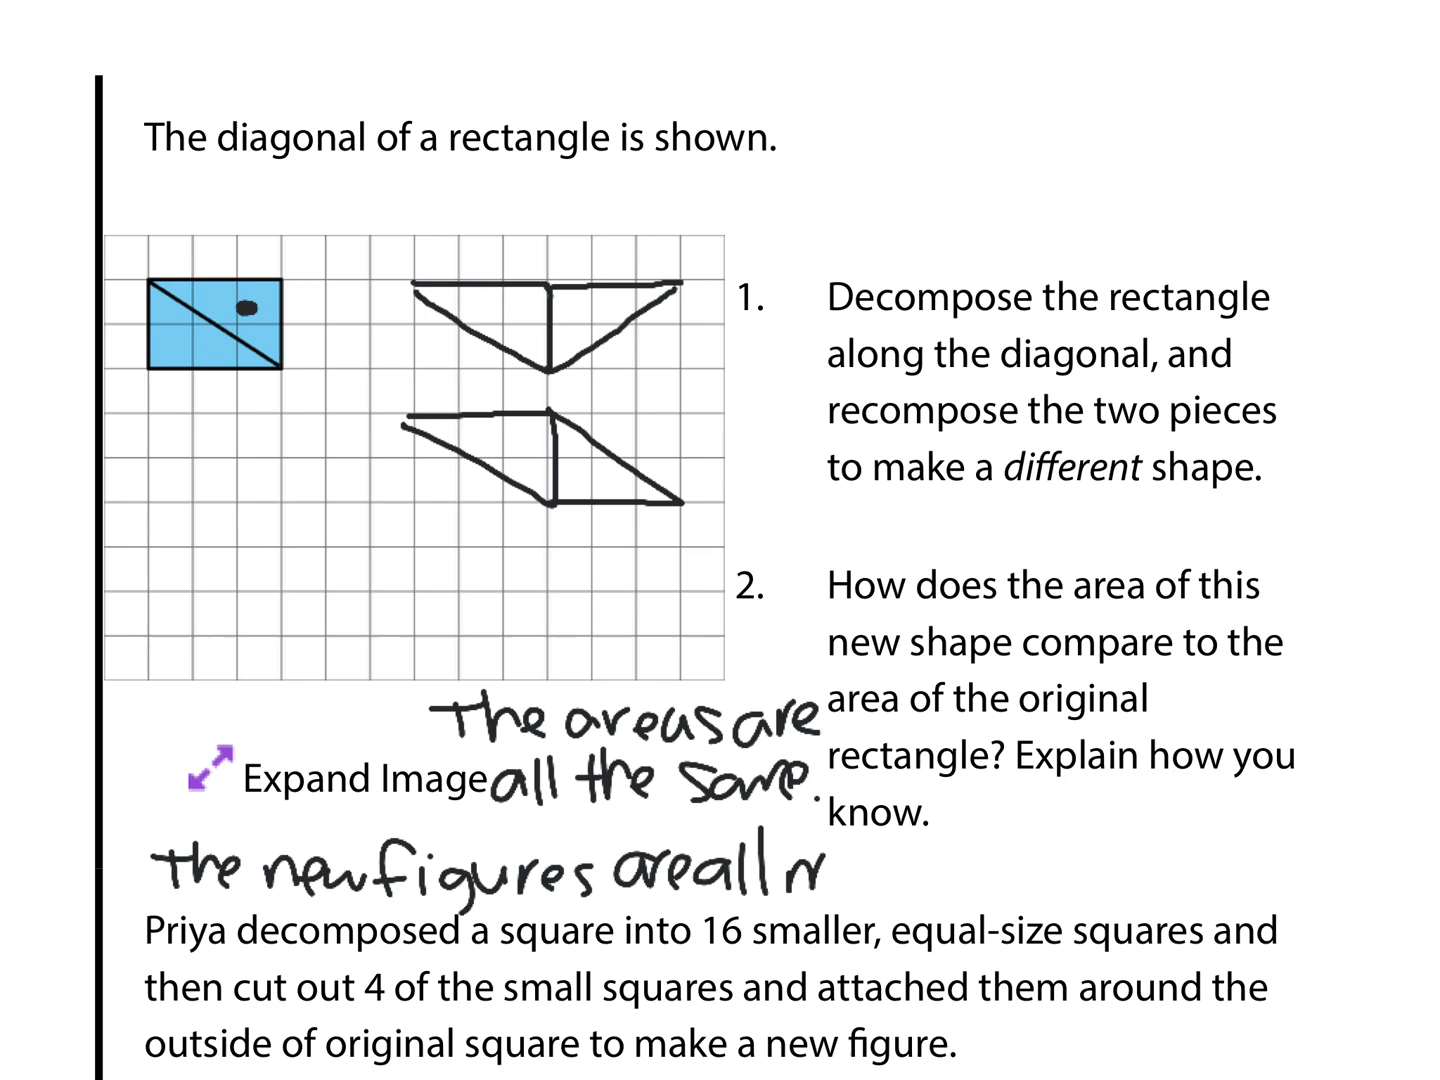 The diagonal of a rectangle is shown.
1. Decompose the rectangle
along the diagonal, and
recompose the two pieces
to make a different shape.
2. How does the area of this
new shape compare to the
area of the original
rectangle? Explain how you
know.
The areas are
all the same.
Expand Image
the new figures are all
Priya decomposed a square into 16 smaller, equal-size squares and
then cut out 4 of the small squares and attached them around the
outside of original square to make a new figure.